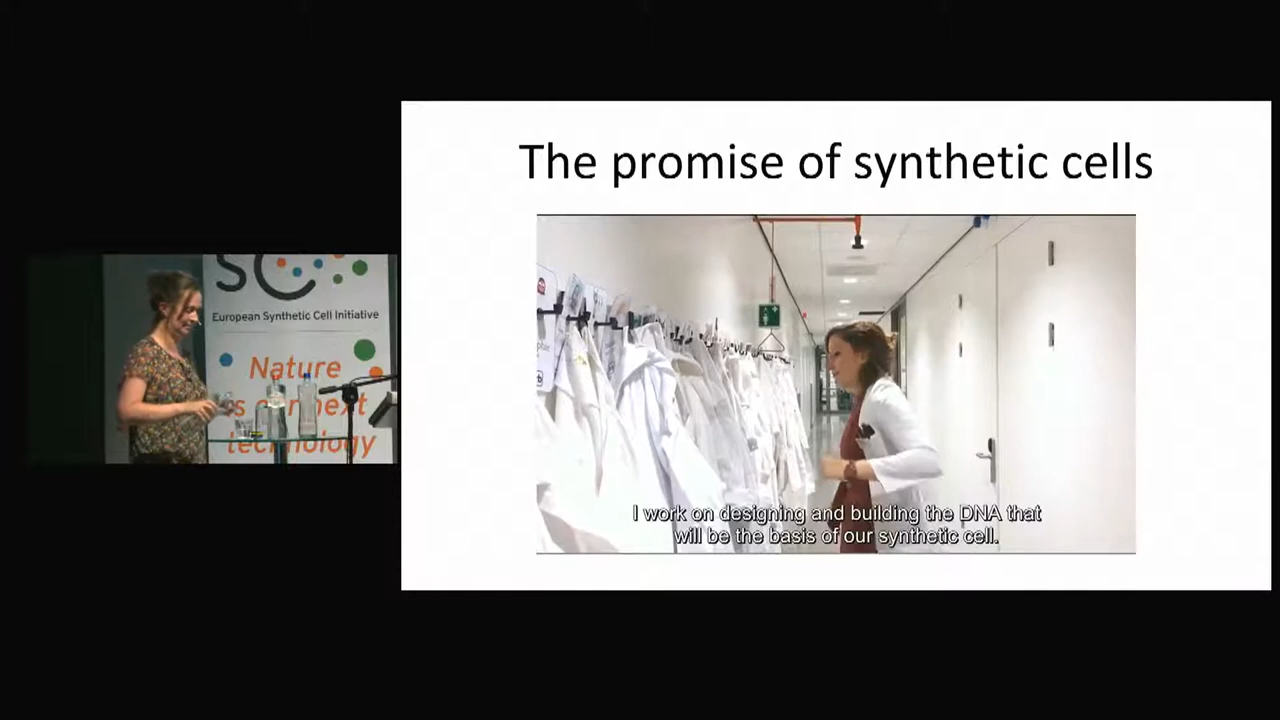 The promise of synthetic cells
SC
European Synthetic Cell Initiative
Nature
next
technology
I work on designing and building the DNA that
will be the basis of our synthetic cell.